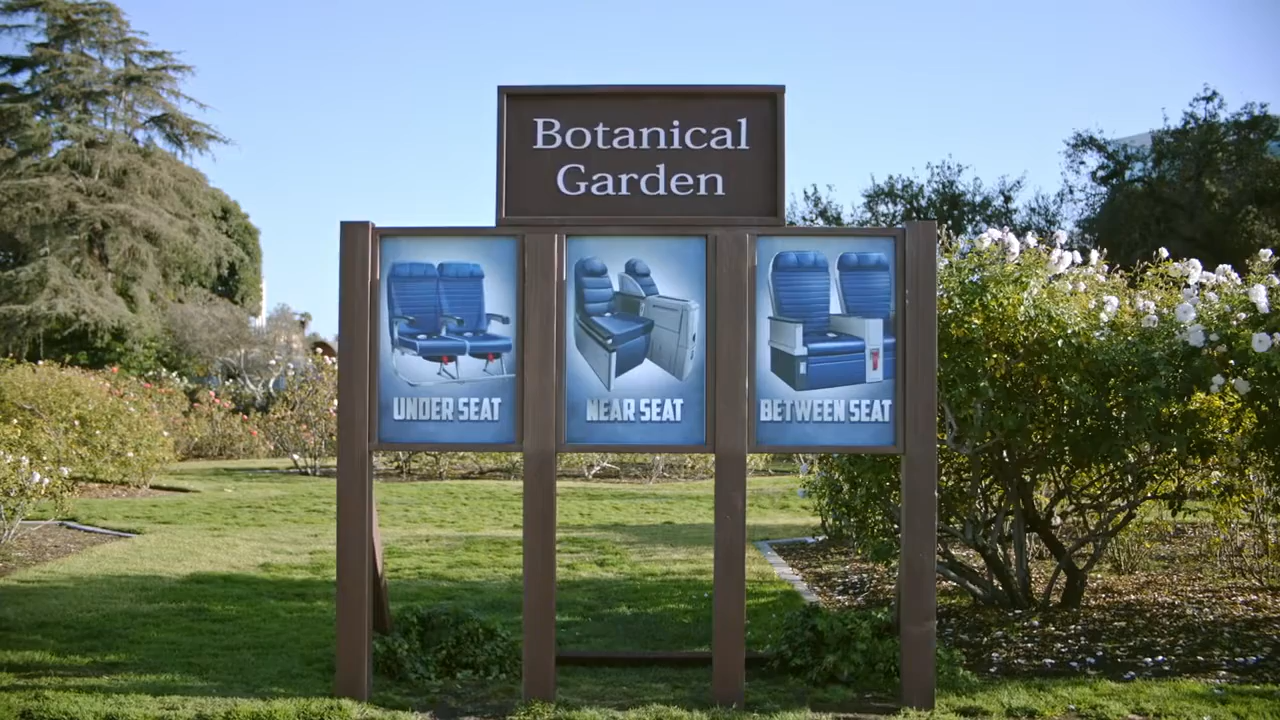 Botanical
Garden
UNDER SEAT
NEAR SEAT
BETWEEN SEAT